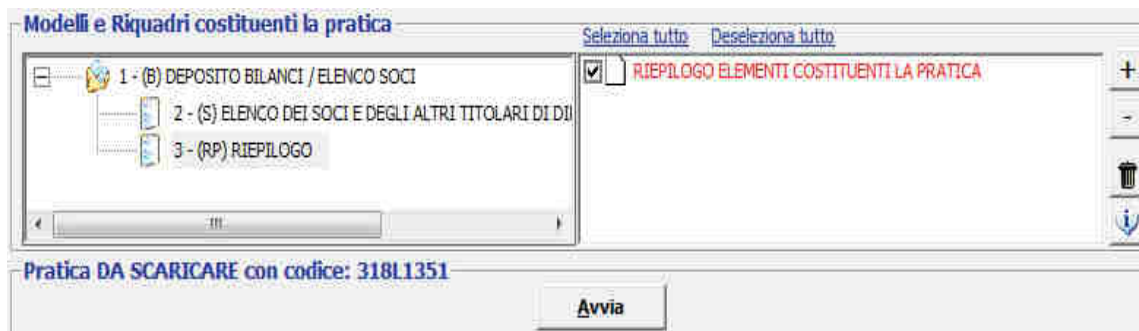 Modelli e Riquadri costituenti la pratica
Seleziona tutto Deseleziona tutto
1 - (B) DEPOSITO BILANCI / ELENCO SOCI
2 - (S) ELENCO DEI SOCI E DEGLI ALTRI TITOLARI DI DI
3 - (RP) RIEPILOGO
RIEPILOGO ELEMENTI COSTITUENTI LA PRATICA
Pratica DA SCARICARE con codice: 318L1351
Avvia